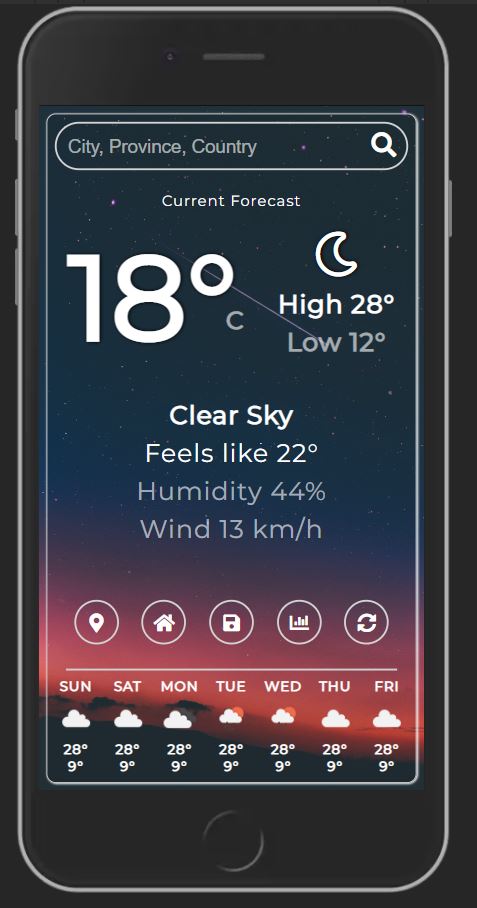 City, Province, Country
Current Forecast
18° C
High 28°
Low 12°
Clear Sky
Feels like 22°
Humidity 44%
Wind 13 km/h
SUN SAT MON TUE WED THU FRI
28° 28° 28° 28° 28° 28° 28°
9° 9° 9° 9° 9° 9° 9°